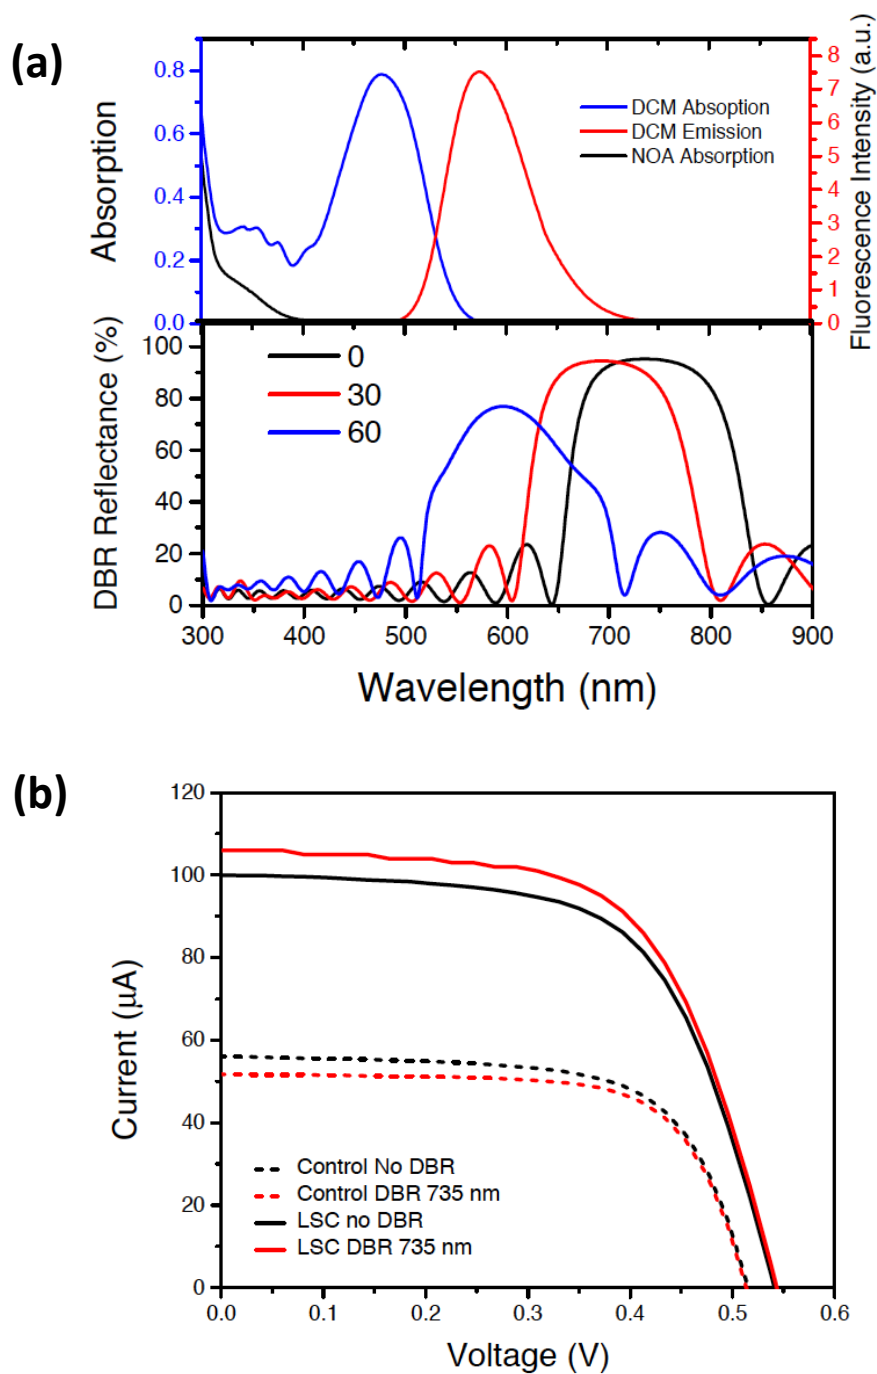 (a)
Absorption
0.8
0.6
0.4
0.2
0.0
DCM Absoption
DCM Emission
NOA Absorption
8
7
6
5
4
3
2
1
0
Fluorescence Intensity (a.u.)
DBR Reflectance (%)
100
80
60
40
20
0
0
30
60
300 400 500 600 700 800 900
Wavelength (nm)
(b)
Current (µA)
120
100
80
60
40
20
0
Control No DBR
Control DBR 735 nm
LSC no DBR
LSC DBR 735 nm
0.0 0.1 0.2 0.3 0.4 0.5 0.6
Voltage (V)